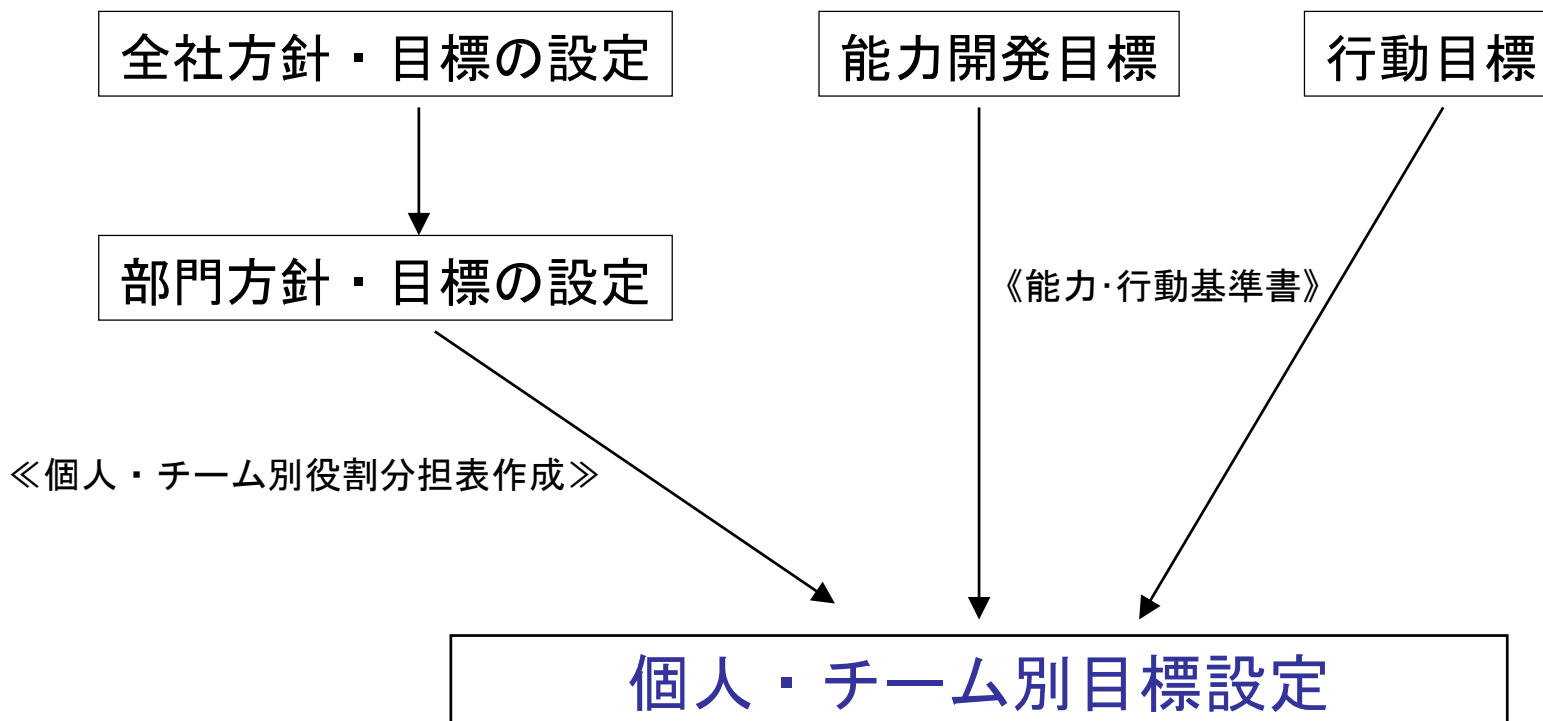 全社方針・目標の設定
能力開発目標
行動目標
部門方針・目標の設定
《能力･行動基準書》
≪個人・チーム別役割分担表作成≫
個人・チーム別目標設定